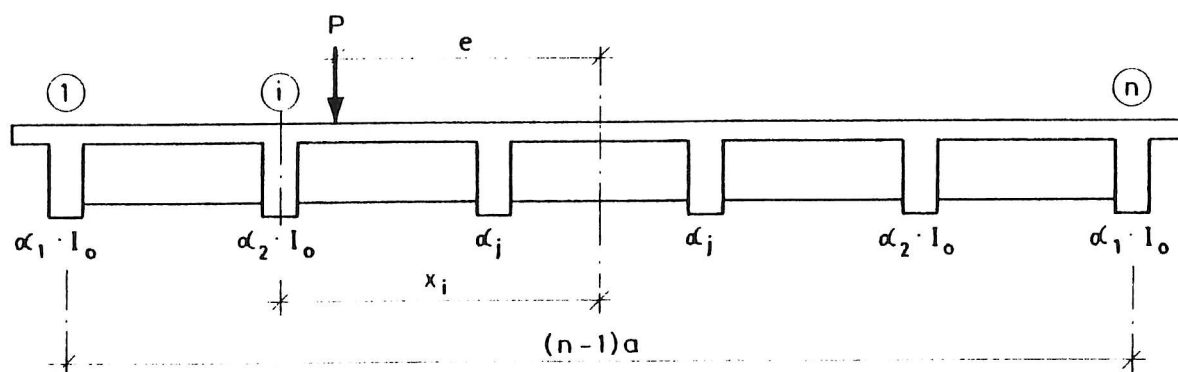 P
e
1 i n
α₁ · I₀ α₂ · I₀ αⱼ αⱼ α₂ · I₀ α₁ · I₀
xᵢ
(n-1)a